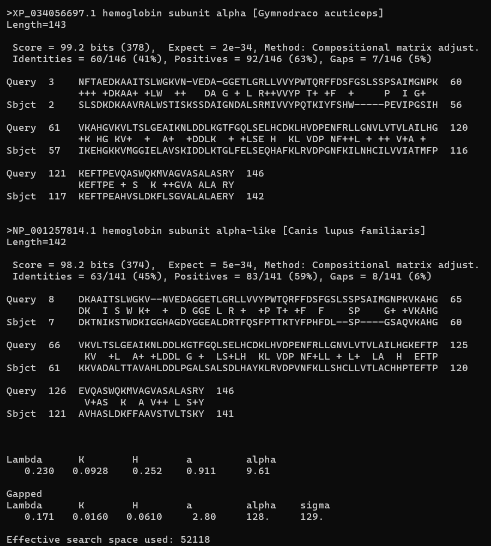 >XP_034056697.1 hemoglobin subunit alpha [Gymnodraco acuticeps]
Length=143
Score = 99.2 bits (378),  Expect = 2e-34, Method: Compositional matrix adjust.
Identities = 60/146 (41%), Positives = 92/146 (63%), Gaps = 7/146 (5%)
Query  3    NFTAEDKAAITSLWGKVN-VEDA-GGETLGRLLVVYPWTQRFFDSFGSLSSPSAIMGNPK  60
+++ +DKAA+ +LW   ++   DA G + L R++VVYP T+ +F   +      P I G+
Sbjct  2    SLSDKDKAAVRALWSTISKSSDAIGNDALSRMIVVYPQTKIYFSHW-----PEVIPGSIH  56
Query  61   VKAHGVKVLTSLGEAIKNLDDLKGTFGQLSELHCDKLHVDPENFRLLGNVLVTVLAILHG  120
+K HG KV+  +  A+  +DDLK  + +LSE H  KL VDP NF++L + ++  V+A +
Sbjct  57   IKEHGKKVMGGIELAVSKIDDLKTGLFELSEQHAFKLRVDPGNFKILNHCILVVIATMFP  116
Query  121  KEFTPEVQASWQKMVAGVASALASRY  146
KEFTPE + S  K ++GVA ALA RY
Sbjct  117  KEFTPEAHVSLDKFLSGVALALAERY  142
>NP_001257814.1 hemoglobin subunit alpha-like [Canis lupus familiaris]
Length=142
Score = 98.2 bits (374),  Expect = 5e-34, Method: Compositional matrix adjust.
Identities = 63/141 (45%), Positives = 83/141 (59%), Gaps = 8/141 (6%)
Query  8    DKAAITSLWGKV--NVEDAGGETLGRLLVVYPWTQRFFDSFGSLSSPSAIMGNPKVKAHG  65
DK  I S W K+  +  D GGE L R +  +P T+ +F  F     SP    G+ +VKAHG
Sbjct  7    DKTNIKSTWDKIGGHAGDYGGEALDRTFQSFPTTKTYFPHFDL--SP----GSAQVKAHG  60
Query  66   VKVLTSLGEAIKNLDDLKGTFGQLSELHCDKLHVDPENFRLLGNVLVTVLAILHGKEFTP  125
KV   +L  A+ +LDDL G +   LS+LH  KL VDP NF+LL + L+  LA  H  EFTP
Sbjct  61   KKVADALTTAVAHLDDLPGALSALSDLHAYKLRVDPVNFKLLSHCLLVTLACHHPTEFTP  120
Query  126  EVQASWQKMVAGVASALASRY  146
V+AS  K  A V++ L S+Y
Sbjct  121  AVHASLDKFFAAVSTVLTSKY  141
Lambda      K        H        a         alpha
0.230   0.0928    0.252    0.911     9.61
Gapped
Lambda      K        H        a         alpha    sigma
0.171   0.0160   0.0610     2.80     128.     129.
Effective search space used: 52118